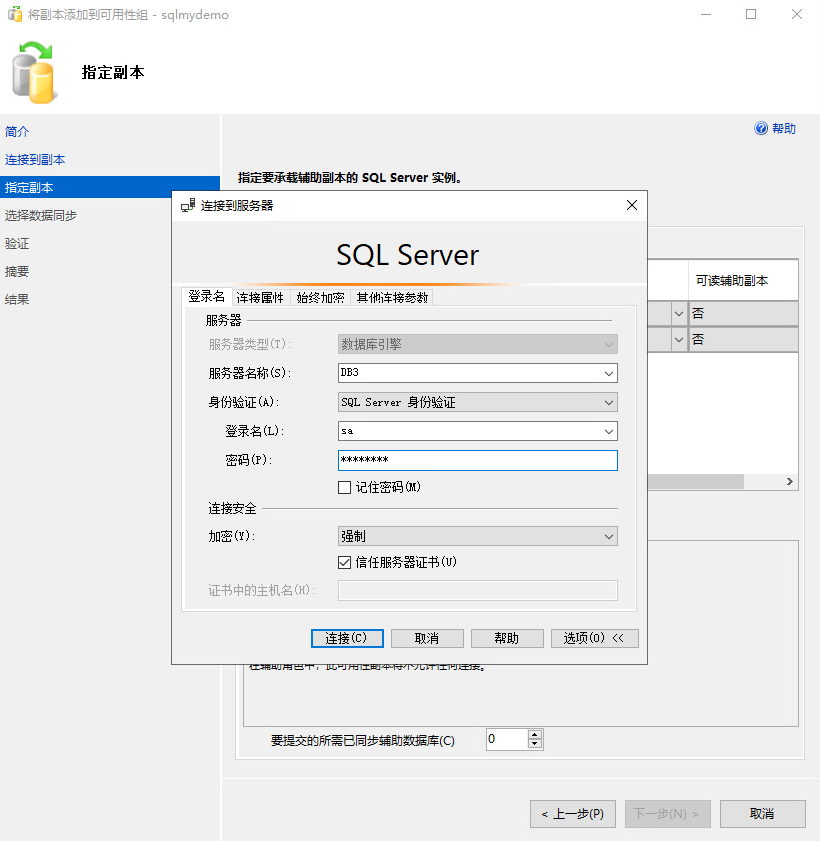 将副本添加到可用性组 - sqlmydemo
指定副本
简介
连接到副本
指定副本
选择数据同步
验证
摘要
结果
帮助
指定要承载辅助副本的 SQL Server 实例。
可读辅助副本
否
否
连接到服务器
SQL Server
登录名 连接属性 始终加密 其他连接参数
服务器
服务器类型(T): 数据库引擎
服务器名称(S): DB3
身份验证(A): SQL Server 身份验证
登录名(L): sa
密码(P): ********
记住密码(M)
连接安全
加密(Y): 强制
信任服务器证书(U)
证书中的主机名(H):
连接(C) 取消 帮助 选项(O) <<
在辅助角色中，此可用性副本将不允许任何连接。
要提交的所需已同步辅助数据库(C) 0
< 上一步(P) 下一步(N) > 取消